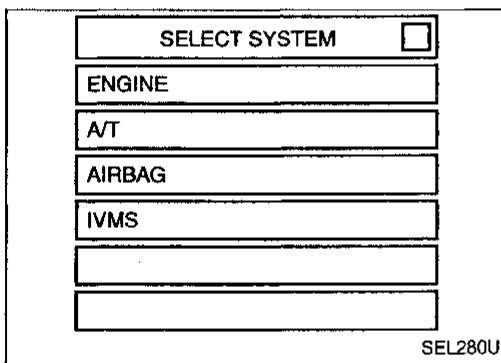 SELECT SYSTEM
ENGINE
A/T
AIRBAG
IVMS
SEL280U